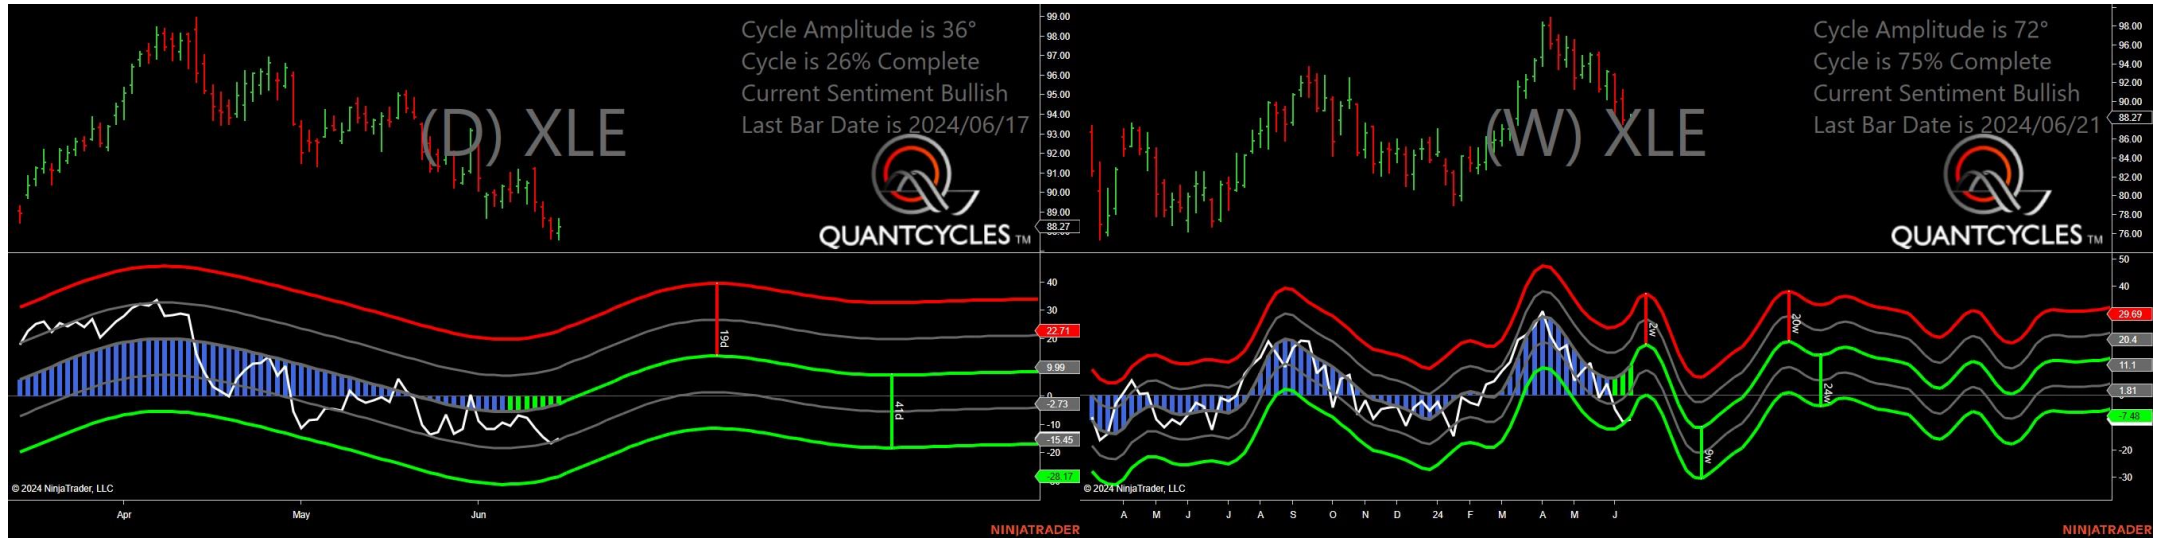 Cycle Amplitude is 36°
Cycle is 26% Complete
Current Sentiment Bullish
Last Bar Date is 2024/06/17
(D) XLE
QUANTCYCLES TM
99.00
98.00
97.00
96.00
95.00
94.00
93.00
92.00
91.00
90.00
89.00
88.27
40
30
22.71
20
9.99
-2.73
-10
-15.45
-20
-28.17
19d
41d
© 2024 NinjaTrader, LLC
Apr May Jun
NINJATRADER
Cycle Amplitude is 72°
Cycle is 75% Complete
Current Sentiment Bullish
Last Bar Date is 2024/06/21
(W) XLE
QUANTCYCLES TM
98.00
96.00
94.00
92.00
90.00
88.27
86.00
84.00
82.00
80.00
78.00
76.00
50
40
29.69
20.4
11.1
1.81
-7.48
-20
-30
2w
9w
20w
24w
© 2024 NinjaTrader, LLC
A M J J A S O N D 24 F M A M J
NINJATRADER